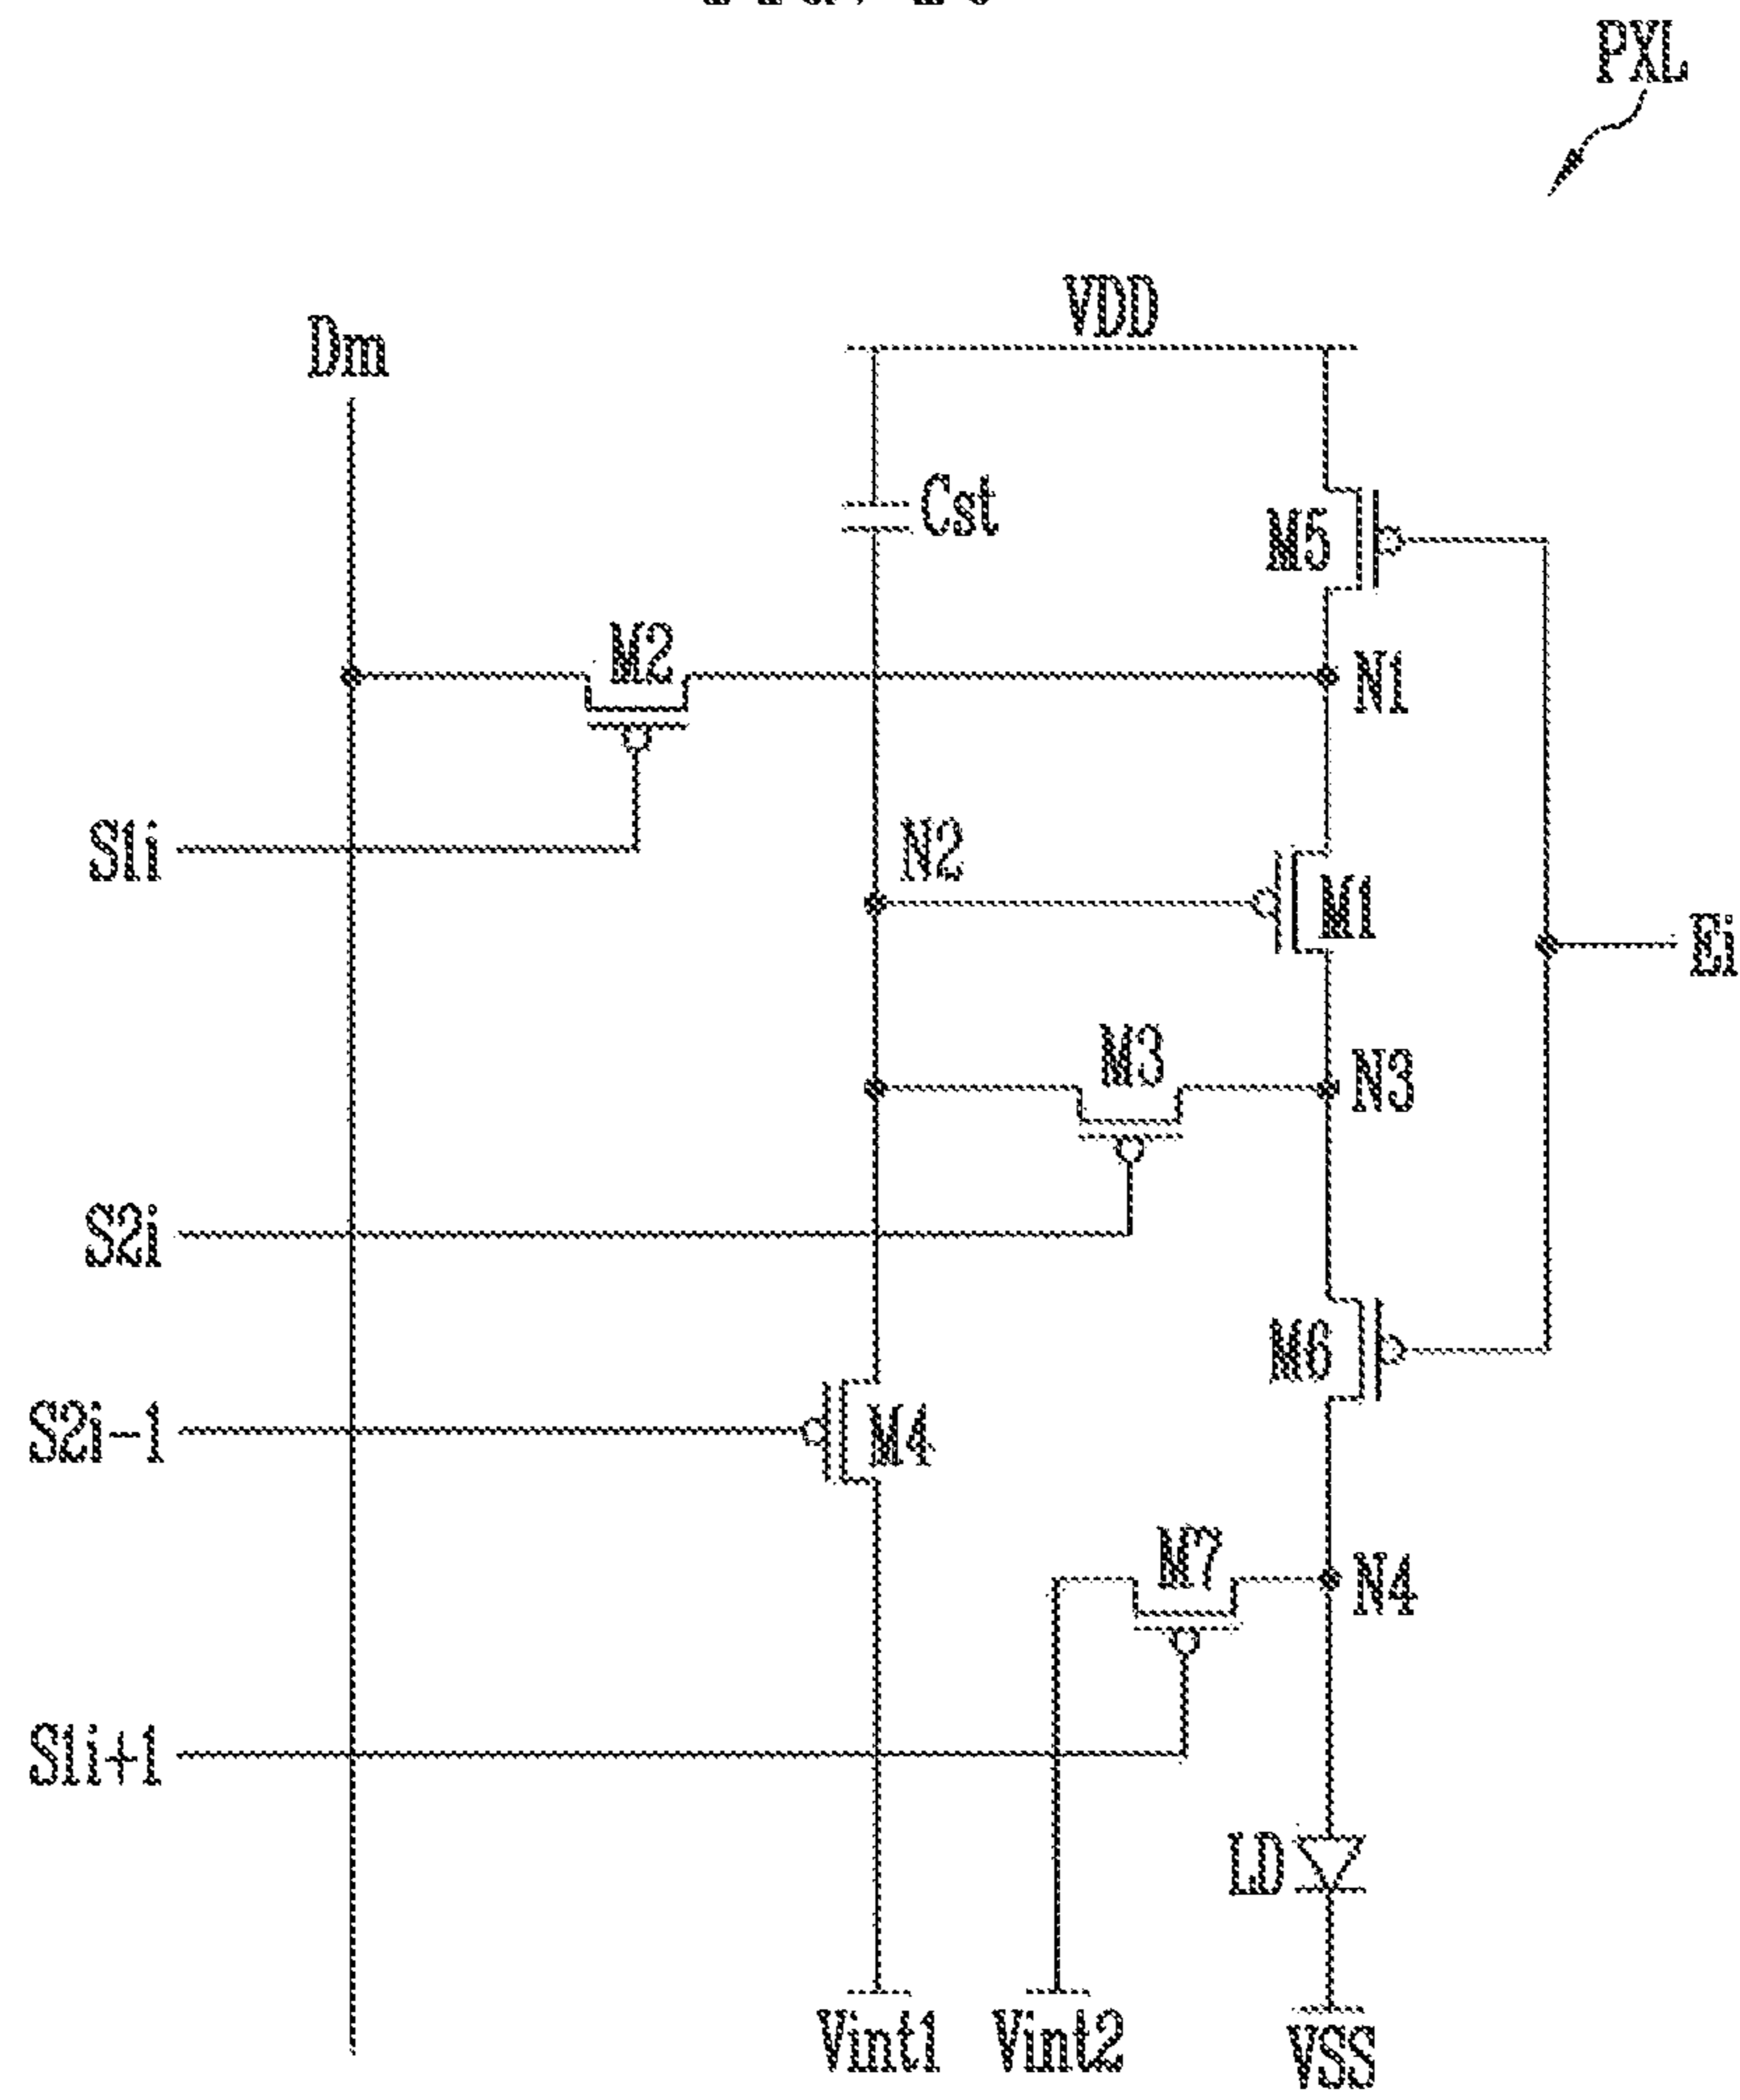 PXL
VDD
Dm
Cst
M5
M2
N1
S1i
N2
M1
Ei
M3
N3
S2i
M6
S2i-1
M4
M7
N4
S1i+1
LD
Vint1
Vint2
VSS